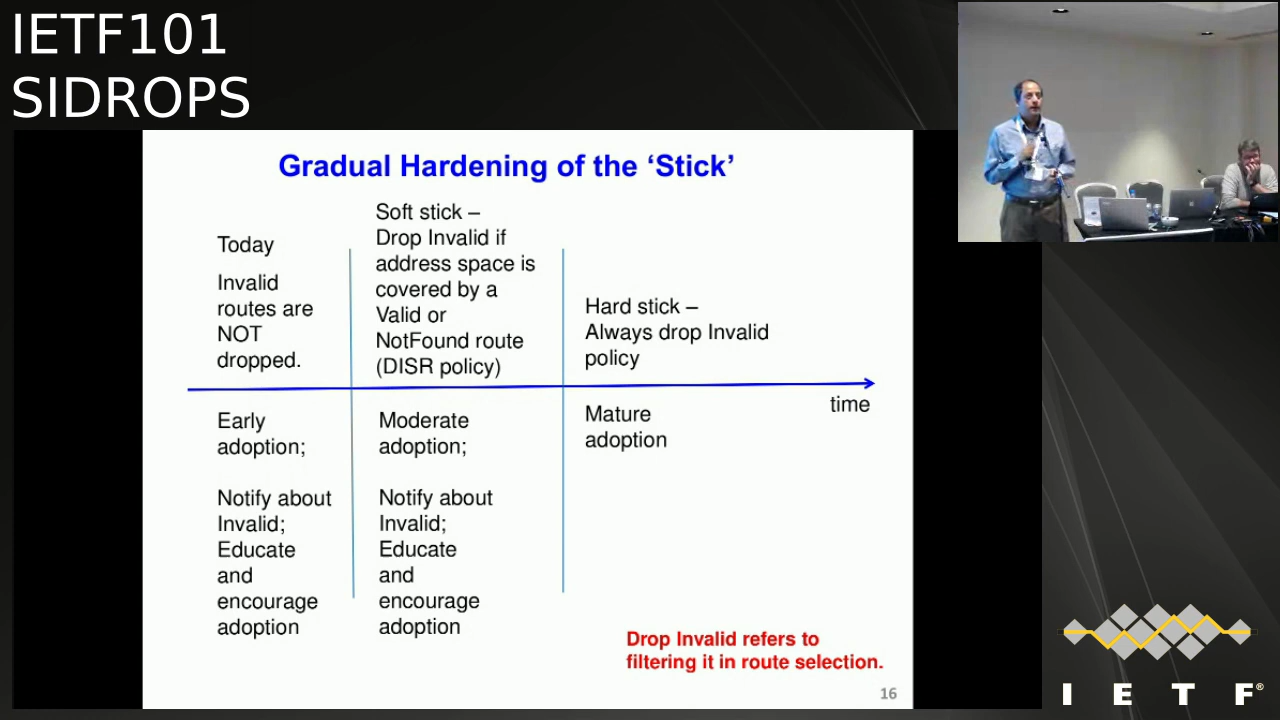 IETF101
SIDROPS
Gradual Hardening of the ‘Stick’
Today
Invalid
routes are
NOT
dropped.
Soft stick –
Drop Invalid if
address space is
covered by a
Valid or
NotFound route
(DISR policy)
Hard stick –
Always drop Invalid
policy
time
Early
adoption;
Notify about
Invalid;
Educate
and
encourage
adoption
Moderate
adoption;
Notify about
Invalid;
Educate
and
encourage
adoption
Mature
adoption
Drop Invalid refers to
filtering it in route selection.
16
I E T F®